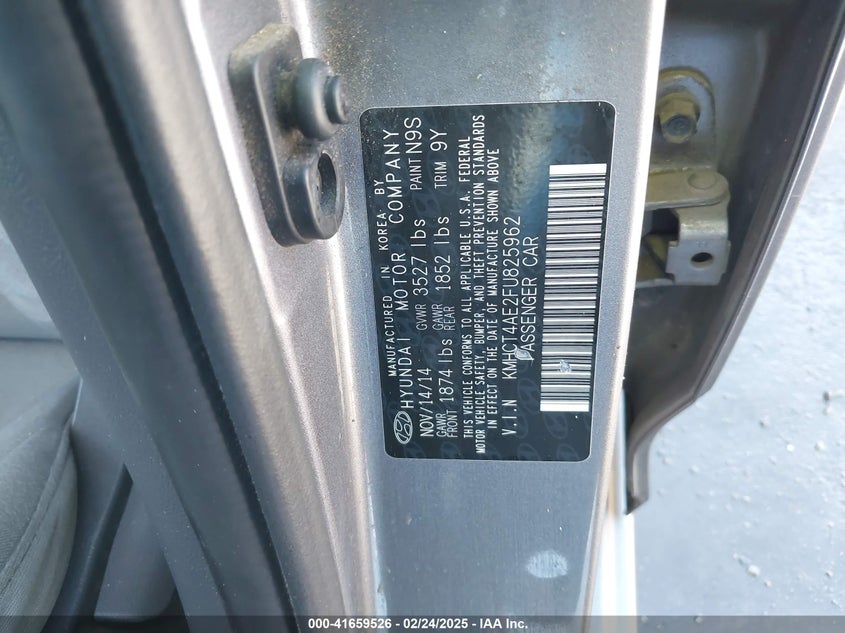 MANUFACTURED IN KOREA BY
HYUNDAI MOTOR COMPANY
NOV/14/14 GVWR 3527 lbs PAINT N9S
GAWR FRONT 1874 lbs GAWR REAR 1852 lbs TRIM 9Y
THIS VEHICLE CONFORMS TO ALL APPLICABLE U.S.A. FEDERAL
MOTOR VEHICLE SAFETY, BUMPER, AND THEFT PREVENTION STANDARDS
IN EFFECT ON THE DATE OF MANUFACTURE SHOWN ABOVE
V.I.N KMHCT4AE2FU825962
PASSENGER CAR
000-41659526 - 02/24/2025 - IAA Inc.